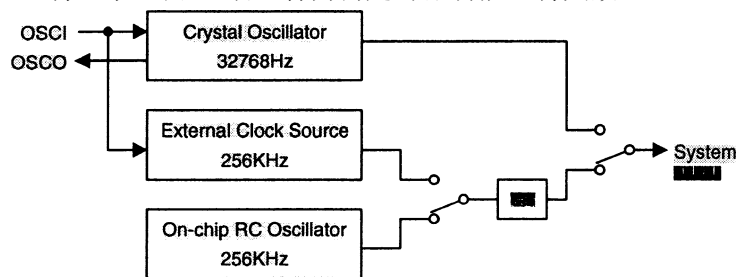 OSCI
OSCO
Crystal Oscillator
32768Hz
External Clock Source
256KHz
System
On-chip RC Oscillator
256KHz